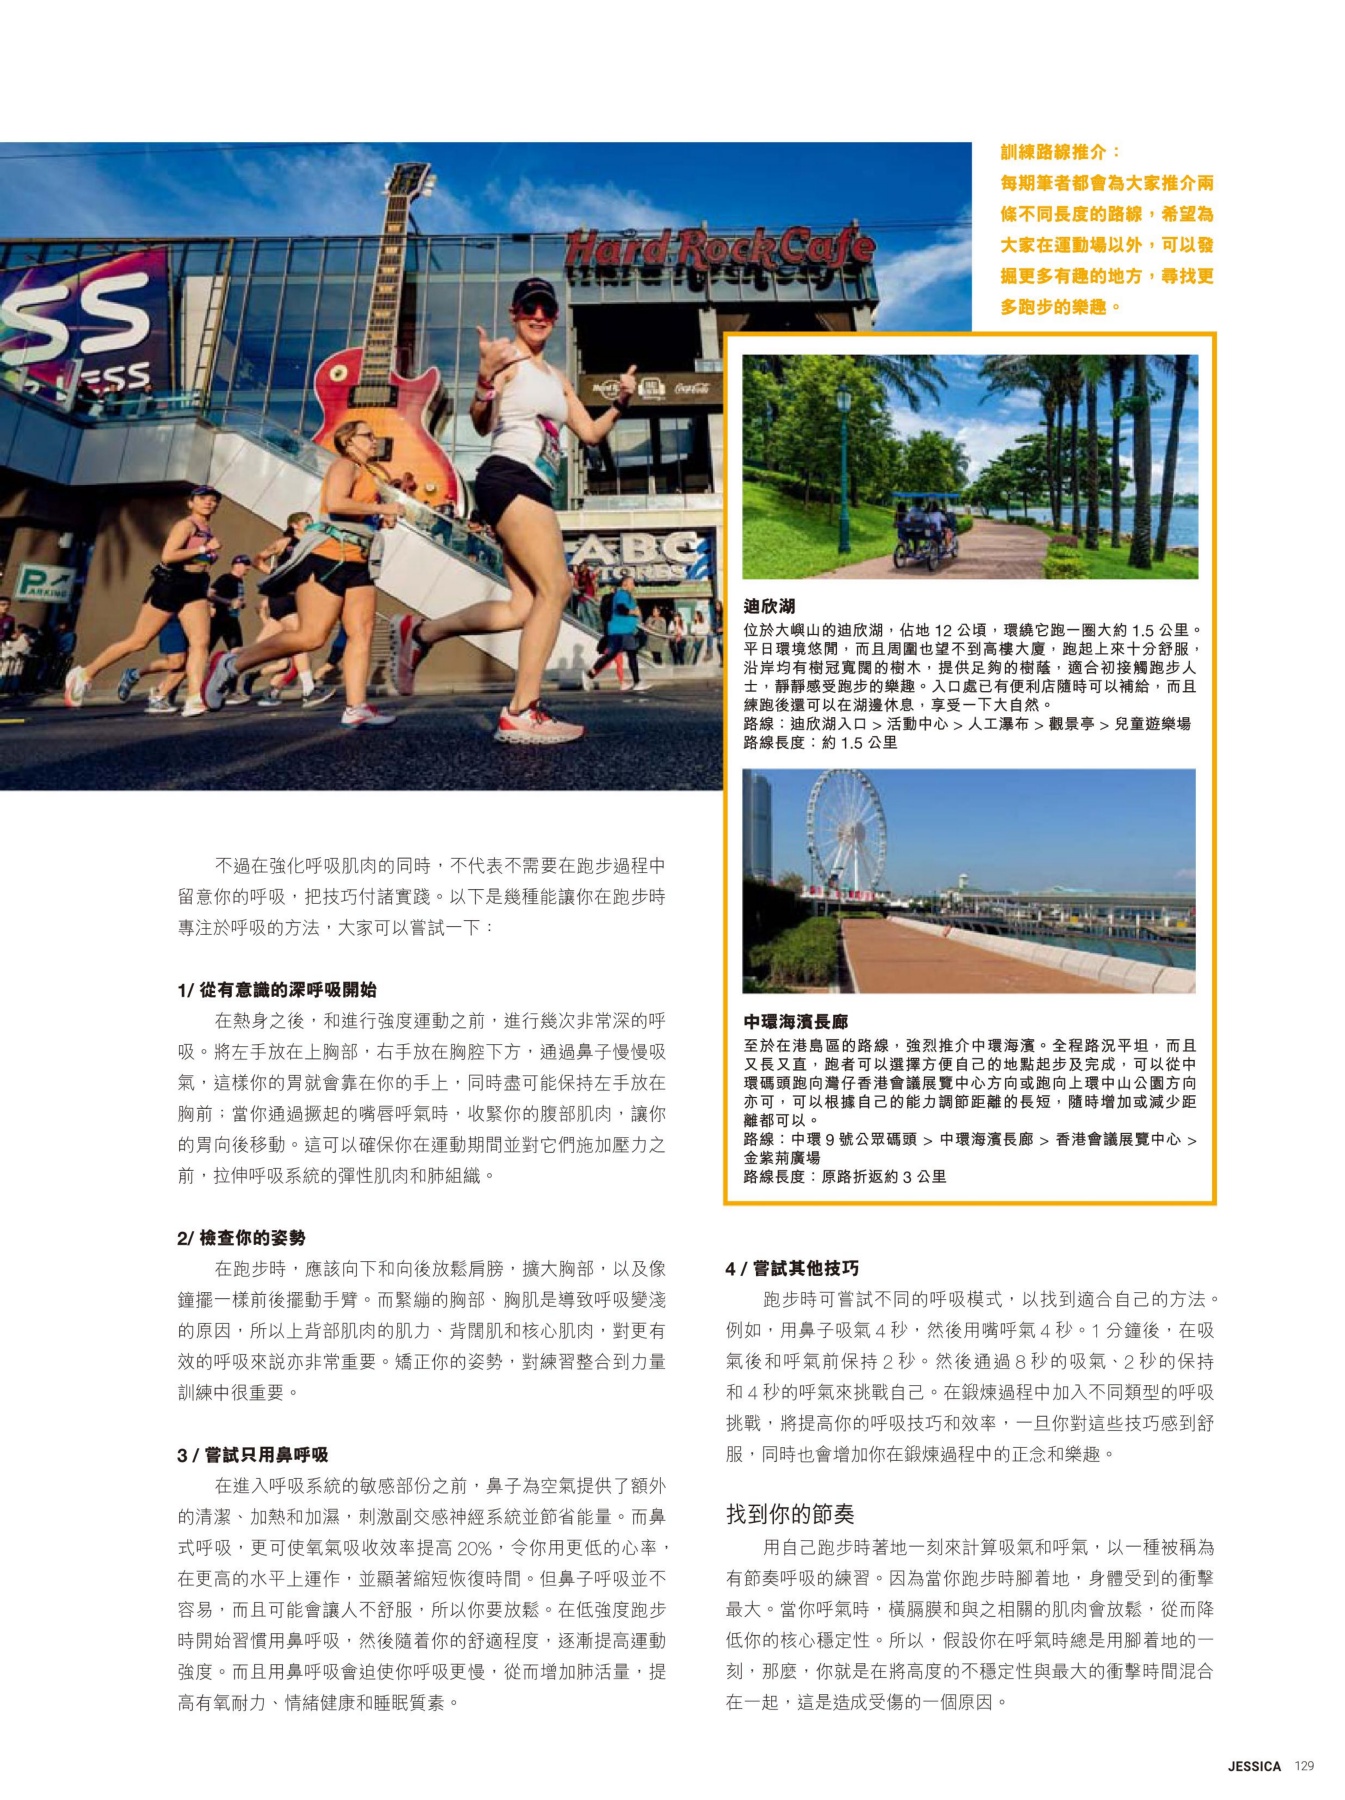 訓練路線推介：
每期筆者都會為大家推介兩
條不同長度的路線，希望為
大家在運動場以外，可以發
掘更多有趣的地方，尋找更
多跑步的樂趣。
Hard Rock Cafe
SS
ESS
Coca-Cola
ABC
STORES
P
PARKING
迪欣湖
位於大嶼山的迪欣湖，佔地 12 公頃，環繞它跑一圈大約 1.5 公里。
平日環境悠閒，而且周圍也望不到高樓大廈，跑起上來十分舒服，
沿岸均有樹冠寬闊的樹木，提供足夠的樹蔭，適合初接觸跑步人
士，靜靜感受跑步的樂趣。入口處已有便利店隨時可以補給，而且
練跑後還可以在湖邊休息，享受一下大自然。
路線：迪欣湖入口 > 活動中心 > 人工瀑布 > 觀景亭 > 兒童遊樂場
路線長度：約 1.5 公里
中環海濱長廊
至於在港島區的路線，強烈推介中環海濱。全程路況平坦，而且
又長又直，跑者可以選擇方便自己的地點起步及完成，可以從中
環碼頭跑向灣仔香港會議展覽中心方向或跑向上環中山公園方向
亦可，可以根據自己的能力調節距離的長短，隨時增加或減少距
離都可以。
路線：中環 9 號公眾碼頭 > 中環海濱長廊 > 香港會議展覽中心 >
金紫荊廣場
路線長度：原路折返約 3 公里
不過在強化呼吸肌肉的同時，不代表不需要在跑步過程中
留意你的呼吸，把技巧付諸實踐。以下是幾種能讓你在跑步時
專注於呼吸的方法，大家可以嘗試一下：
1/ 從有意識的深呼吸開始
在熱身之後，和進行強度運動之前，進行幾次非常深的呼
吸。將左手放在上胸部，右手放在胸腔下方，通過鼻子慢慢吸
氣，這樣你的胃就會靠在你的手上，同時盡可能保持左手放在
胸前；當你通過撅起的嘴唇呼氣時，收緊你的腹部肌肉，讓你
的胃向後移動。這可以確保你在運動期間並對它們施加壓力之
前，拉伸呼吸系統的彈性肌肉和肺組織。
2/ 檢查你的姿勢
在跑步時，應該向下和向後放鬆肩膀，擴大胸部，以及像
鐘擺一樣前後擺動手臂。而緊繃的胸部、胸肌是導致呼吸變淺
的原因，所以上背部肌肉的肌力、背闊肌和核心肌肉，對更有
效的呼吸來説亦非常重要。矯正你的姿勢，對練習整合到力量
訓練中很重要。
3 / 嘗試只用鼻呼吸
在進入呼吸系統的敏感部份之前，鼻子為空氣提供了額外
的清潔、加熱和加濕，刺激副交感神經系統並節省能量。而鼻
式呼吸，更可使氧氣吸收效率提高 20%，令你用更低的心率，
在更高的水平上運作，並顯著縮短恢復時間。但鼻子呼吸並不
容易，而且可能會讓人不舒服，所以你要放鬆。在低強度跑步
時開始習慣用鼻呼吸，然後隨着你的舒適程度，逐漸提高運動
強度。而且用鼻呼吸會迫使你呼吸更慢，從而增加肺活量，提
高有氧耐力、情緒健康和睡眠質素。
4 / 嘗試其他技巧
跑步時可嘗試不同的呼吸模式，以找到適合自己的方法。
例如，用鼻子吸氣 4 秒，然後用嘴呼氣 4 秒。1 分鐘後，在吸
氣後和呼氣前保持 2 秒。然後通過 8 秒的吸氣、2 秒的保持
和 4 秒的呼氣來挑戰自己。在鍛煉過程中加入不同類型的呼吸
挑戰，將提高你的呼吸技巧和效率，一旦你對這些技巧感到舒
服，同時也會增加你在鍛煉過程中的正念和樂趣。
找到你的節奏
用自己跑步時著地一刻來計算吸氣和呼氣，以一種被稱為
有節奏呼吸的練習。因為當你跑步時腳着地，身體受到的衝擊
最大。當你呼氣時，橫膈膜和與之相關的肌肉會放鬆，從而降
低你的核心穩定性。所以，假設你在呼氣時總是用腳着地的一
刻，那麼，你就是在將高度的不穩定性與最大的衝擊時間混合
在一起，這是造成受傷的一個原因。
JESSICA 129